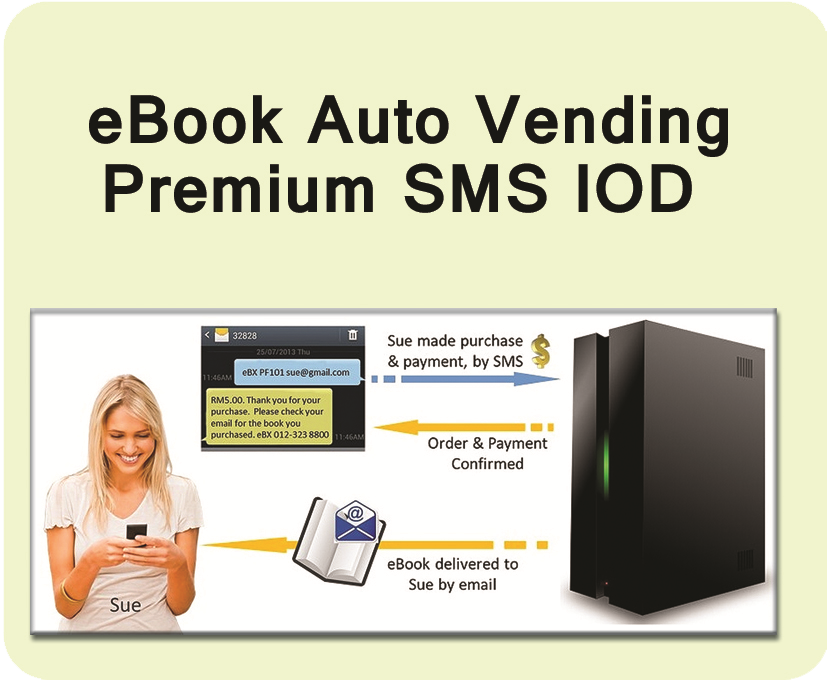 eBook Auto Vending
Premium SMS IOD
32828
25/07/2013 Thu
11:46AM
eBX PF101 sue@gmail.com
RM5.00. Thank you for your
purchase. Please check your
email for the book you
purchased. eBX 012-323 8800
11:46AM
Sue made purchase
& payment, by SMS
$
Order & Payment
Confirmed
@
eBook delivered to
Sue by email
Sue